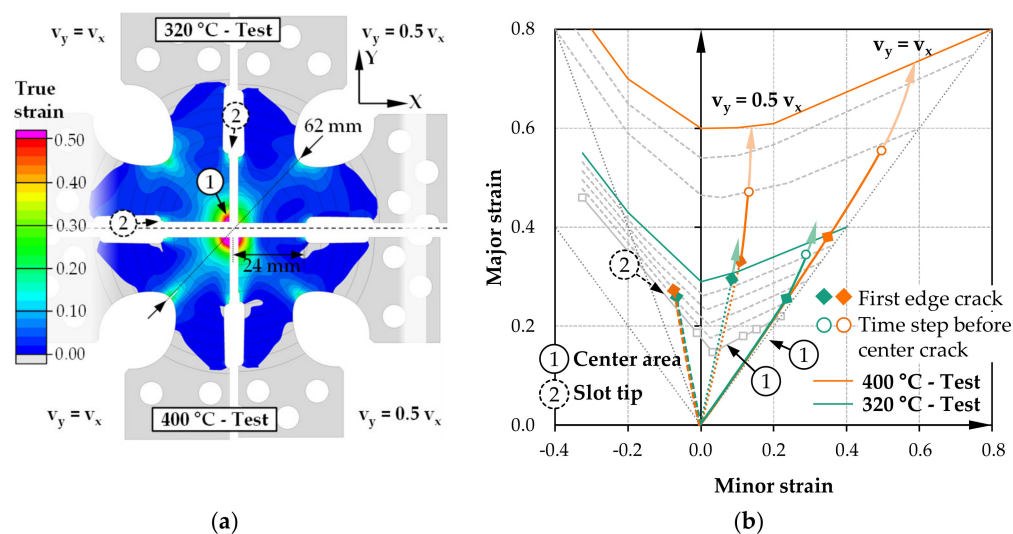 v_y = v_x
320 °C - Test
v_y = 0.5 v_x
Y
X
True
strain
0.50
0.40
0.30
0.20
0.10
0.00
2
62 mm
1
2
24 mm
v_y = v_x
400 °C - Test
v_y = 0.5 v_x
(a)
Major strain
0.8
0.6
0.4
0.2
0.0
-0.4
-0.2
0.0
0.2
0.4
0.6
0.8
Minor strain
v_y = v_x
v_y = 0.5 v_x
2
1
1
1 Center area
2 Slot tip
First edge crack
Time step before
center crack
400 °C - Test
320 °C - Test
(b)